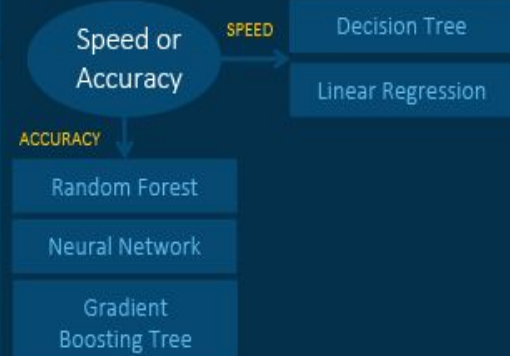 Speed or
Accuracy
SPEED
Decision Tree
Linear Regression
ACCURACY
Random Forest
Neural Network
Gradient
Boosting Tree